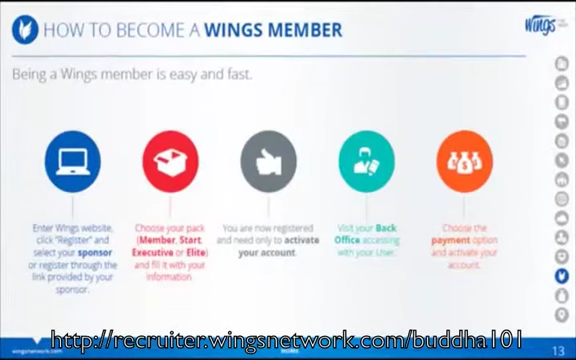 HOW TO BECOME A WINGS MEMBER
Wings
Being a Wings member is easy and fast.
Enter Wings website,
click "Register" and
select your sponsor
or register through the
link provided by your
sponsor.
Choose your pack
(Member, Start,
Executive or Elite)
and fill it with your
information.
You are now registered
and need only to activate
your account.
Visit your Back
Office accessing
with your User.
Choose the
payment option
and activate your
account.
wingsnetwork.com
http://recruiter.wingsnetwork.com/buddha101
13